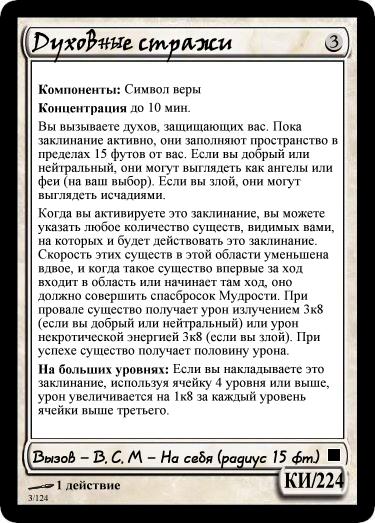 Духовные стражи 3
Компоненты: Символ веры
Концентрация до 10 мин.
Вы вызываете духов, защищающих вас. Пока
заклинание активно, они заполняют пространство в
пределах 15 футов от вас. Если вы добрый или
нейтральный, они могут выглядеть как ангелы или
феи (на ваш выбор). Если вы злой, они могут
выглядеть исчадиями.
Когда вы активируете это заклинание, вы можете
указать любое количество существ, видимых вами,
на которых и будет действовать это заклинание.
Скорость этих существ в этой области уменьшена
вдвое, и когда такое существо впервые за ход
входит в область или начинает там ход, оно
должно совершить спасбросок Мудрости. При
провале существо получает урон излучением 3к8
(если вы добрый или нейтральный) или урон
некротической энергией 3к8 (если вы злой). При
успехе существо получает половину урона.
На больших уровнях: Если вы накладываете это
заклинание, используя ячейку 4 уровня или выше,
урон увеличивается на 1к8 за каждый уровень
ячейки выше третьего.
Вызов – В, С, М – На себя (радиус 15 фт.)
КИ/224
1 действие
3/124